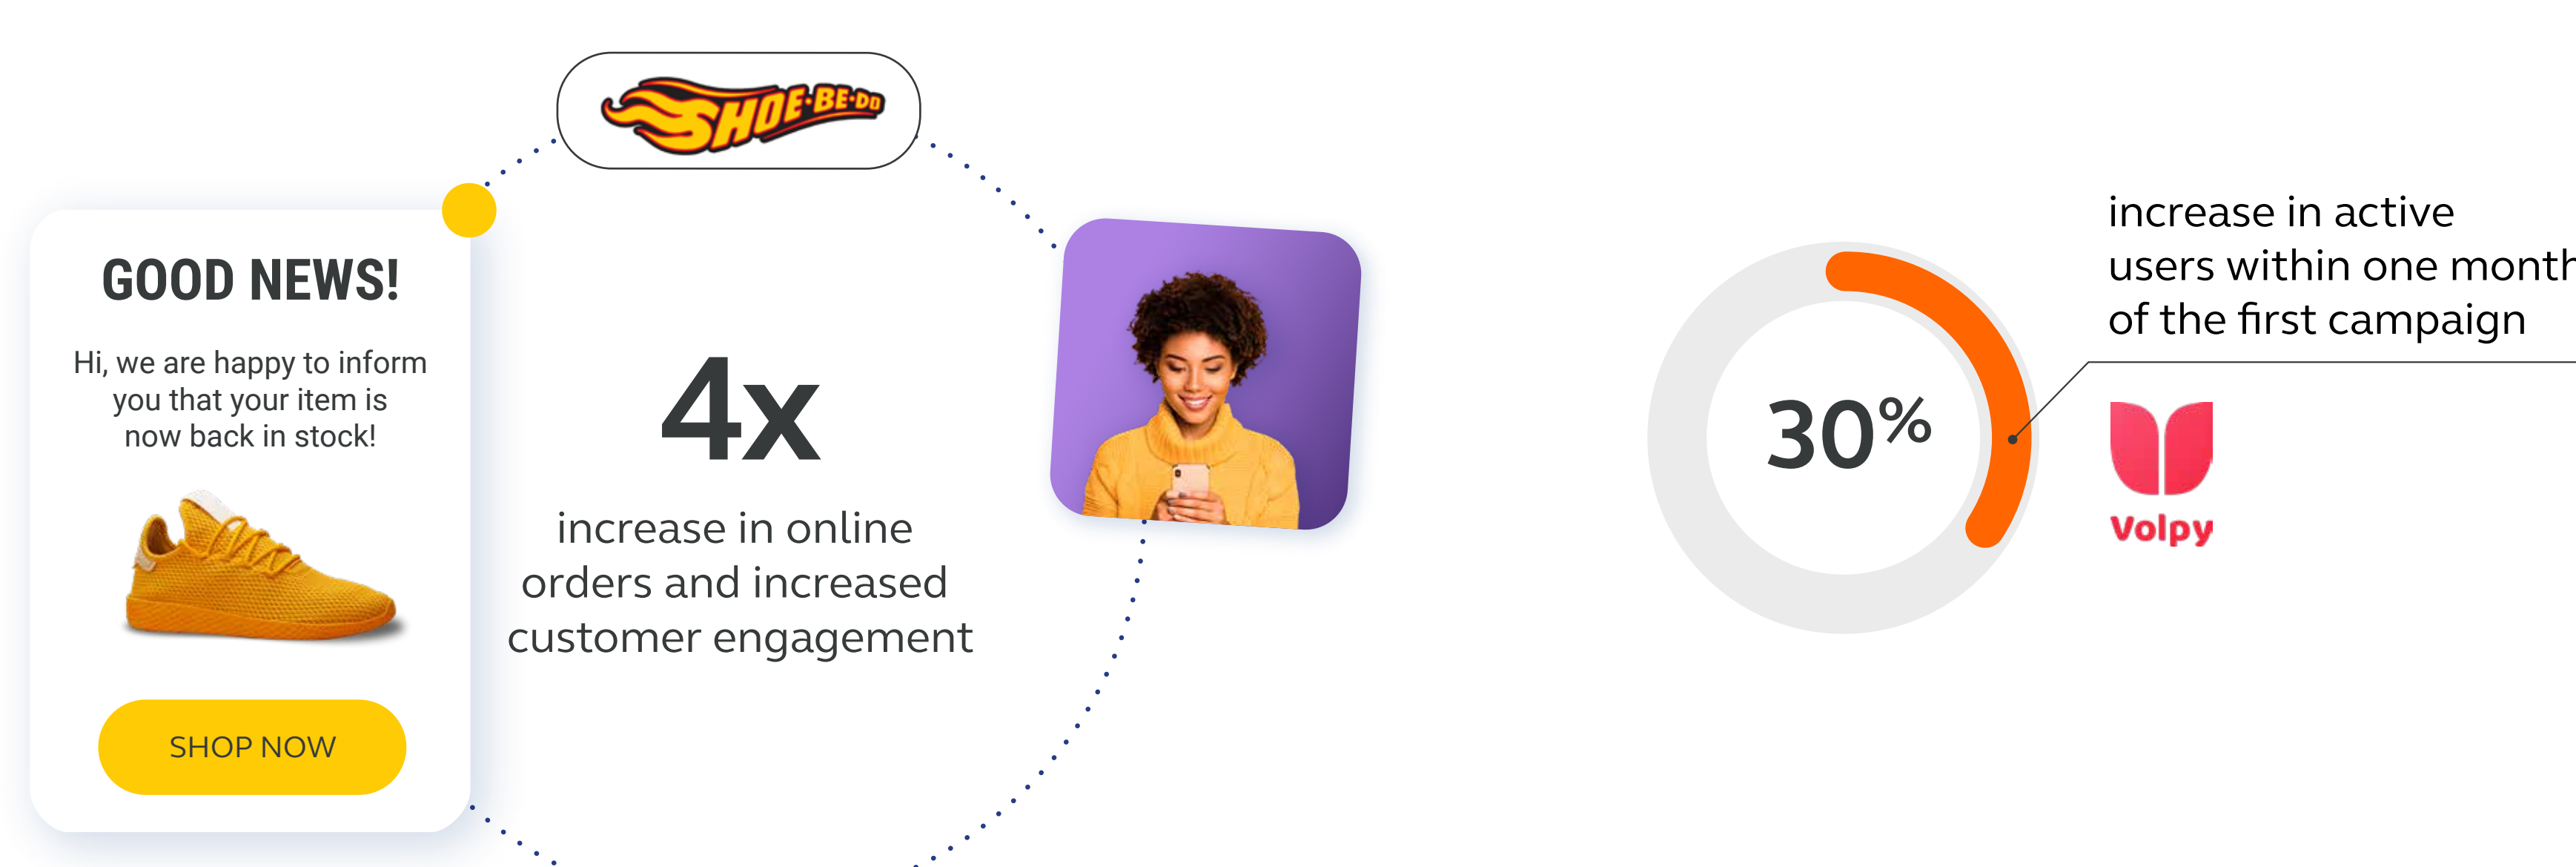 SHOE·BE·DO
GOOD NEWS!
Hi, we are happy to inform
you that your item is
now back in stock!
SHOP NOW
4x
increase in online
orders and increased
customer engagement
30%
increase in active
users within one month
of the first campaign
Volpy